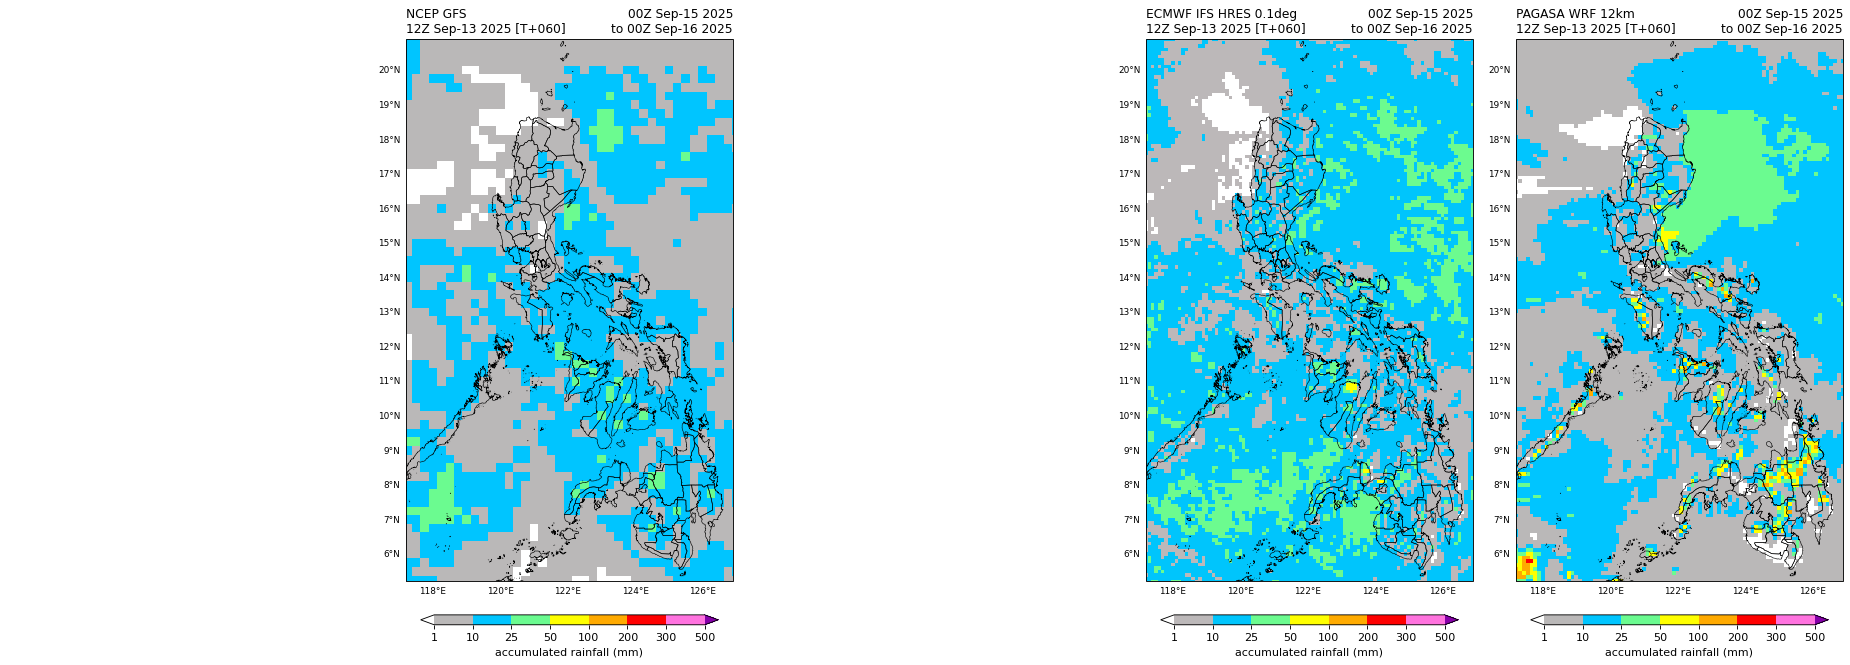 NCEP GFS 00Z Sep-15 2025
12Z Sep-13 2025 [T+060] to 00Z Sep-16 2025
20°N
19°N
18°N
17°N
16°N
15°N
14°N
13°N
12°N
11°N
10°N
9°N
8°N
7°N
6°N
118°E 120°E 122°E 124°E 126°E
1 10 25 50 100 200 300 500
accumulated rainfall (mm)
ECMWF IFS HRES 0.1deg 00Z Sep-15 2025
12Z Sep-13 2025 [T+060] to 00Z Sep-16 2025
20°N
19°N
18°N
17°N
16°N
15°N
14°N
13°N
12°N
11°N
10°N
9°N
8°N
7°N
6°N
118°E 120°E 122°E 124°E 126°E
1 10 25 50 100 200 300 500
accumulated rainfall (mm)
PAGASA WRF 12km 00Z Sep-15 2025
12Z Sep-13 2025 [T+060] to 00Z Sep-16 2025
20°N
19°N
18°N
17°N
16°N
15°N
14°N
13°N
12°N
11°N
10°N
9°N
8°N
7°N
6°N
118°E 120°E 122°E 124°E 126°E
1 10 25 50 100 200 300 500
accumulated rainfall (mm)